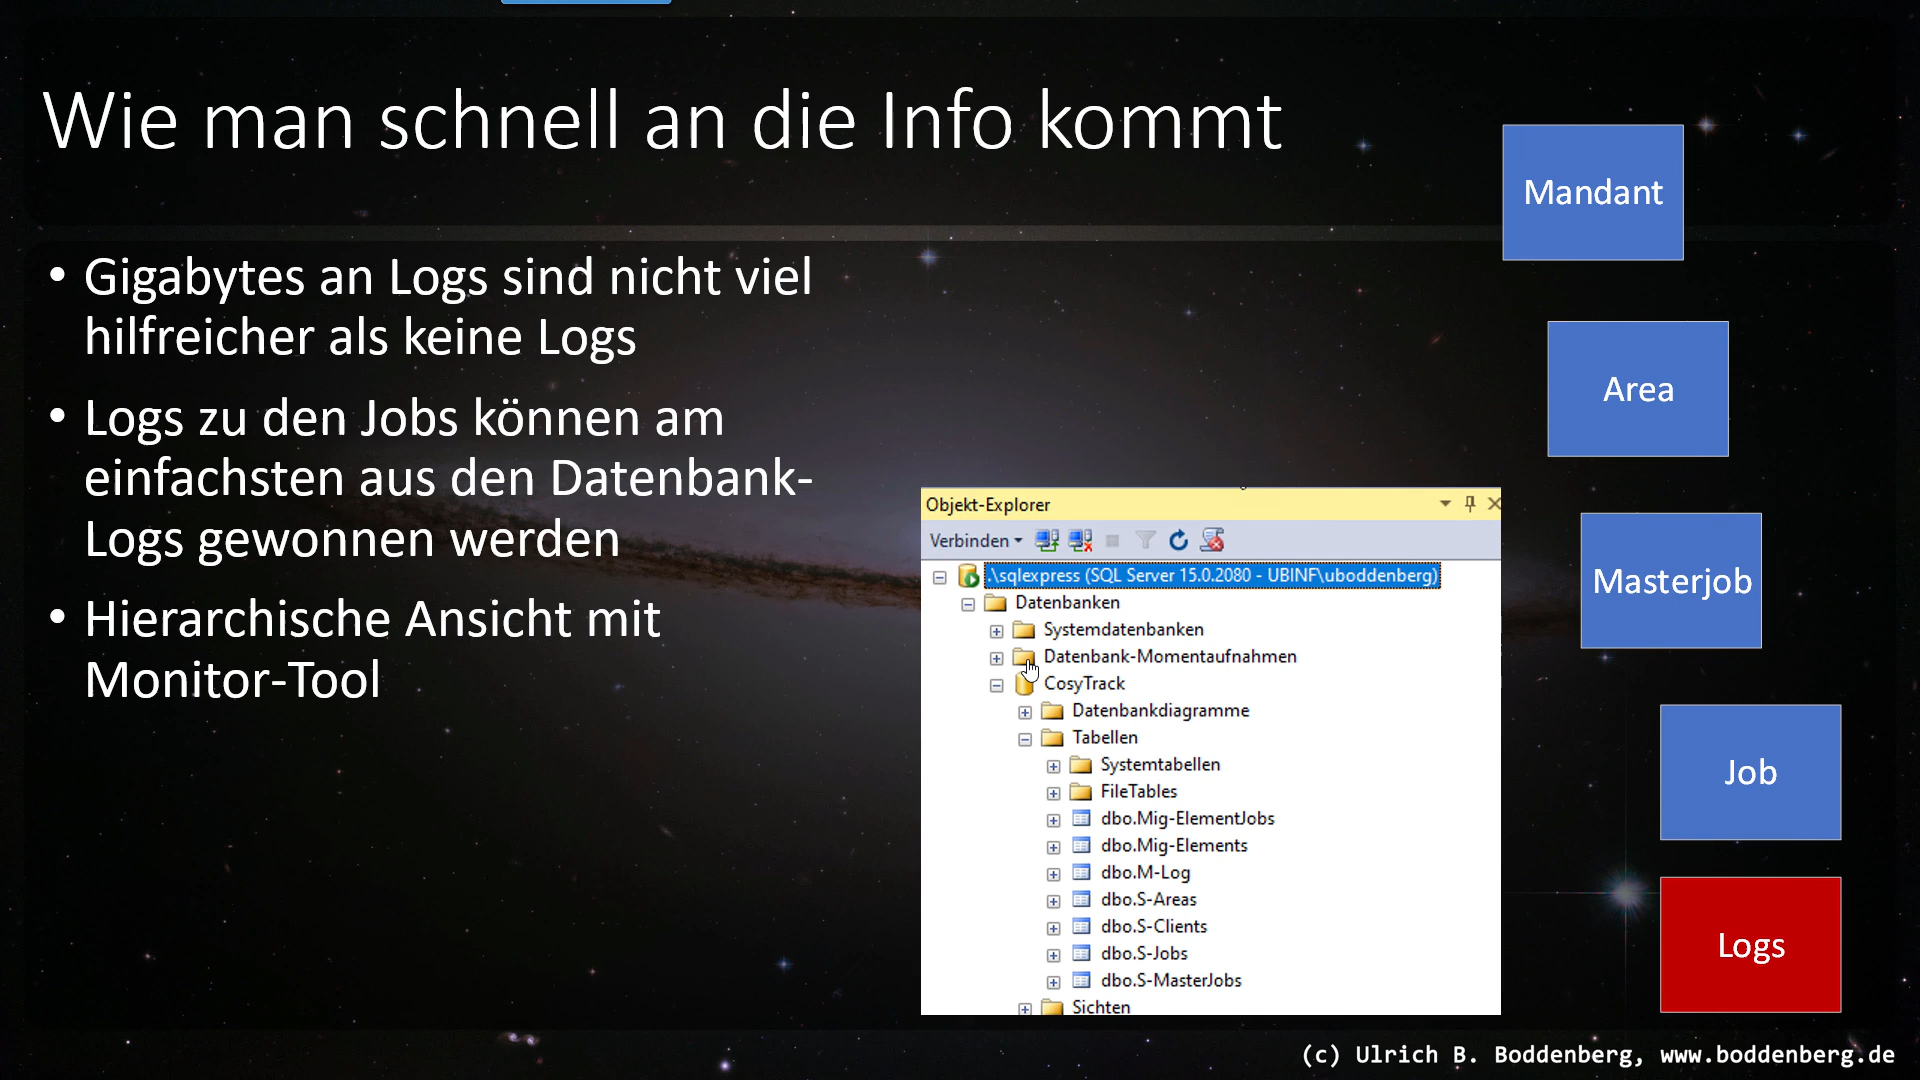 Wie man schnell an die Info kommt
• Gigabytes an Logs sind nicht viel
hilfreicher als keine Logs
• Logs zu den Jobs können am
einfachsten aus den Datenbank-
Logs gewonnen werden
• Hierarchische Ansicht mit
Monitor-Tool
Objekt-Explorer
Verbinden
.\sqlexpress (SQL Server 15.0.2080 - UBINF\uboddenberg)
Datenbanken
Systemdatenbanken
Datenbank-Momentaufnahmen
CosyTrack
Datenbankdiagramme
Tabellen
Systemtabellen
FileTables
dbo.Mig-ElementJobs
dbo.Mig-Elements
dbo.M-Log
dbo.S-Areas
dbo.S-Clients
dbo.S-Jobs
dbo.S-MasterJobs
Sichten
Mandant
Area
Masterjob
Job
Logs
(c) Ulrich B. Boddenberg, www.boddenberg.de